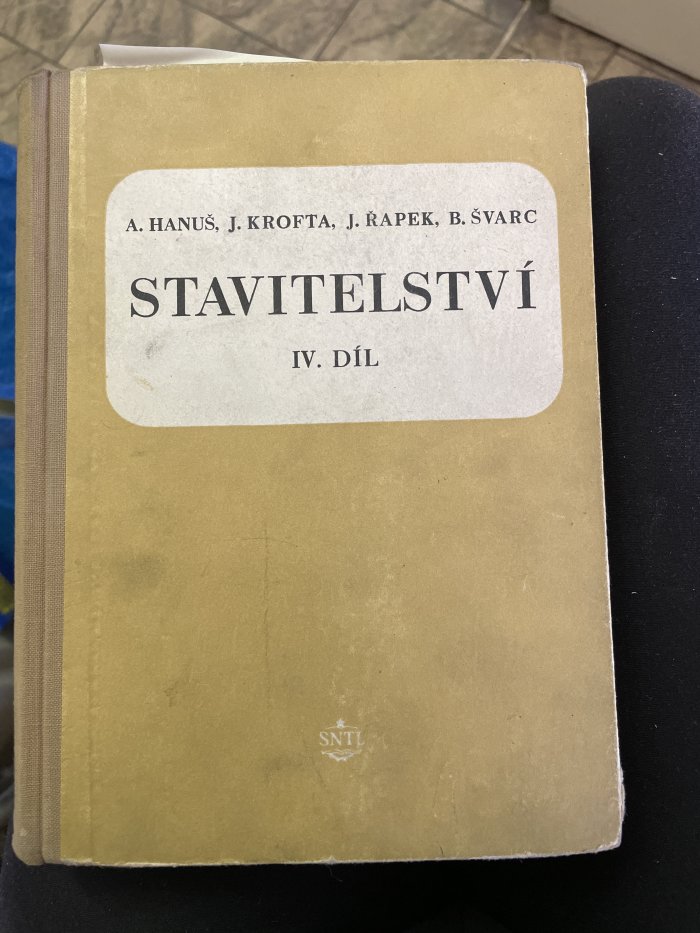 A. HANUŠ, J. KROFTA, J. ŘAPEK, B. ŠVARC
STAVITELSTVÍ
IV. DÍL
SNTL